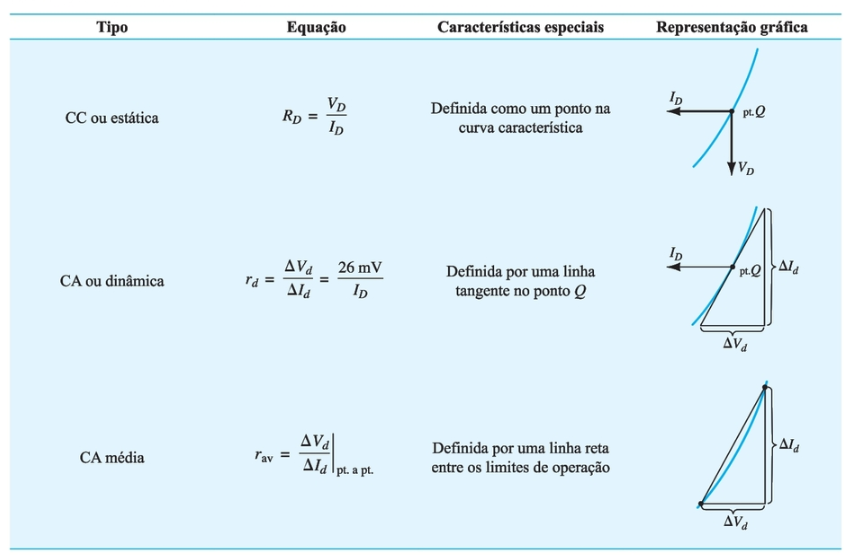 Tipo Equação Características especiais Representação gráfica
CC ou estática
R_D = V_D / I_D
Definida como um ponto na
curva característica
I_D
pt.Q
V_D
CA ou dinâmica
r_d = ΔV_d / ΔI_d = 26 mV / I_D
Definida por uma linha
tangente no ponto Q
I_D
pt.Q
ΔI_d
ΔV_d
CA média
r_av = ΔV_d / ΔI_d | pt. a pt.
Definida por uma linha reta
entre os limites de operação
ΔI_d
ΔV_d